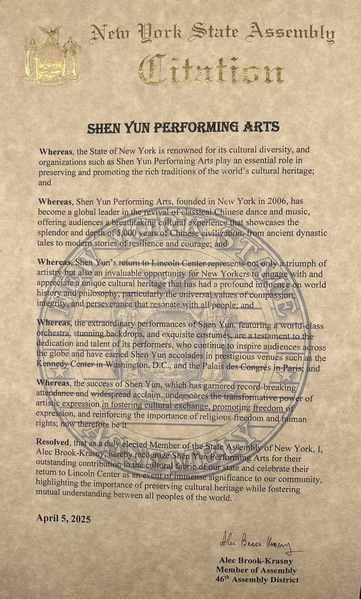 New York State Assembly
Citation
SHEN YUN PERFORMING ARTS
Whereas, the State of New York is renowned for its cultural diversity, and
organizations such as Shen Yun Performing Arts play an essential role in
preserving and promoting the rich traditions of the world's cultural heritage;
and
Whereas, Shen Yun Performing Arts, founded in New York in 2006, has
become a global leader in the revival of classical Chinese dance and music,
offering audiences a breathtaking cultural experience that showcases the
splendor and depth of 5,000 years of Chinese civilization, from ancient dynastic
tales to modern stories of resilience and courage; and
Whereas, Shen Yun's return to Lincoln Center represents not only a triumph of
artistry but also an invaluable opportunity for New Yorkers to engage with and
appreciate a unique cultural heritage that has had a profound influence on world
history and philosophy, particularly the universal values of compassion,
integrity, and perseverance that resonate with all people; and
Whereas, the extraordinary performances of Shen Yun, featuring a world-class
orchestra, stunning backdrops, and exquisite costumes, are a testament to the
dedication and talent of its performers, who continue to inspire audiences across
the globe and have earned Shen Yun accolades in prestigious venues such as the
Kennedy Center in Washington, D.C., and the Palais des Congrès in Paris; and
Whereas, the success of Shen Yun, which has garnered record-breaking
attendance and widespread acclaim, underscores the transformative power of
artistic expression in fostering cultural exchange, promoting freedom of
expression, and reinforcing the importance of religious freedom and human
rights; now therefore be it
Resolved, that as a duly elected Member of the State Assembly of New York, I,
Alec Brook-Krasny, hereby recognize Shen Yun Performing Arts for their
outstanding contribution to the cultural fabric of our state and celebrate their
return to Lincoln Center as an event of immense significance to our community,
highlighting the importance of preserving cultural heritage while fostering
mutual understanding between all peoples of the world.
April 5, 2025
Alec Brook-Krasny
Alec Brook-Krasny
Member of Assembly
46th Assembly District